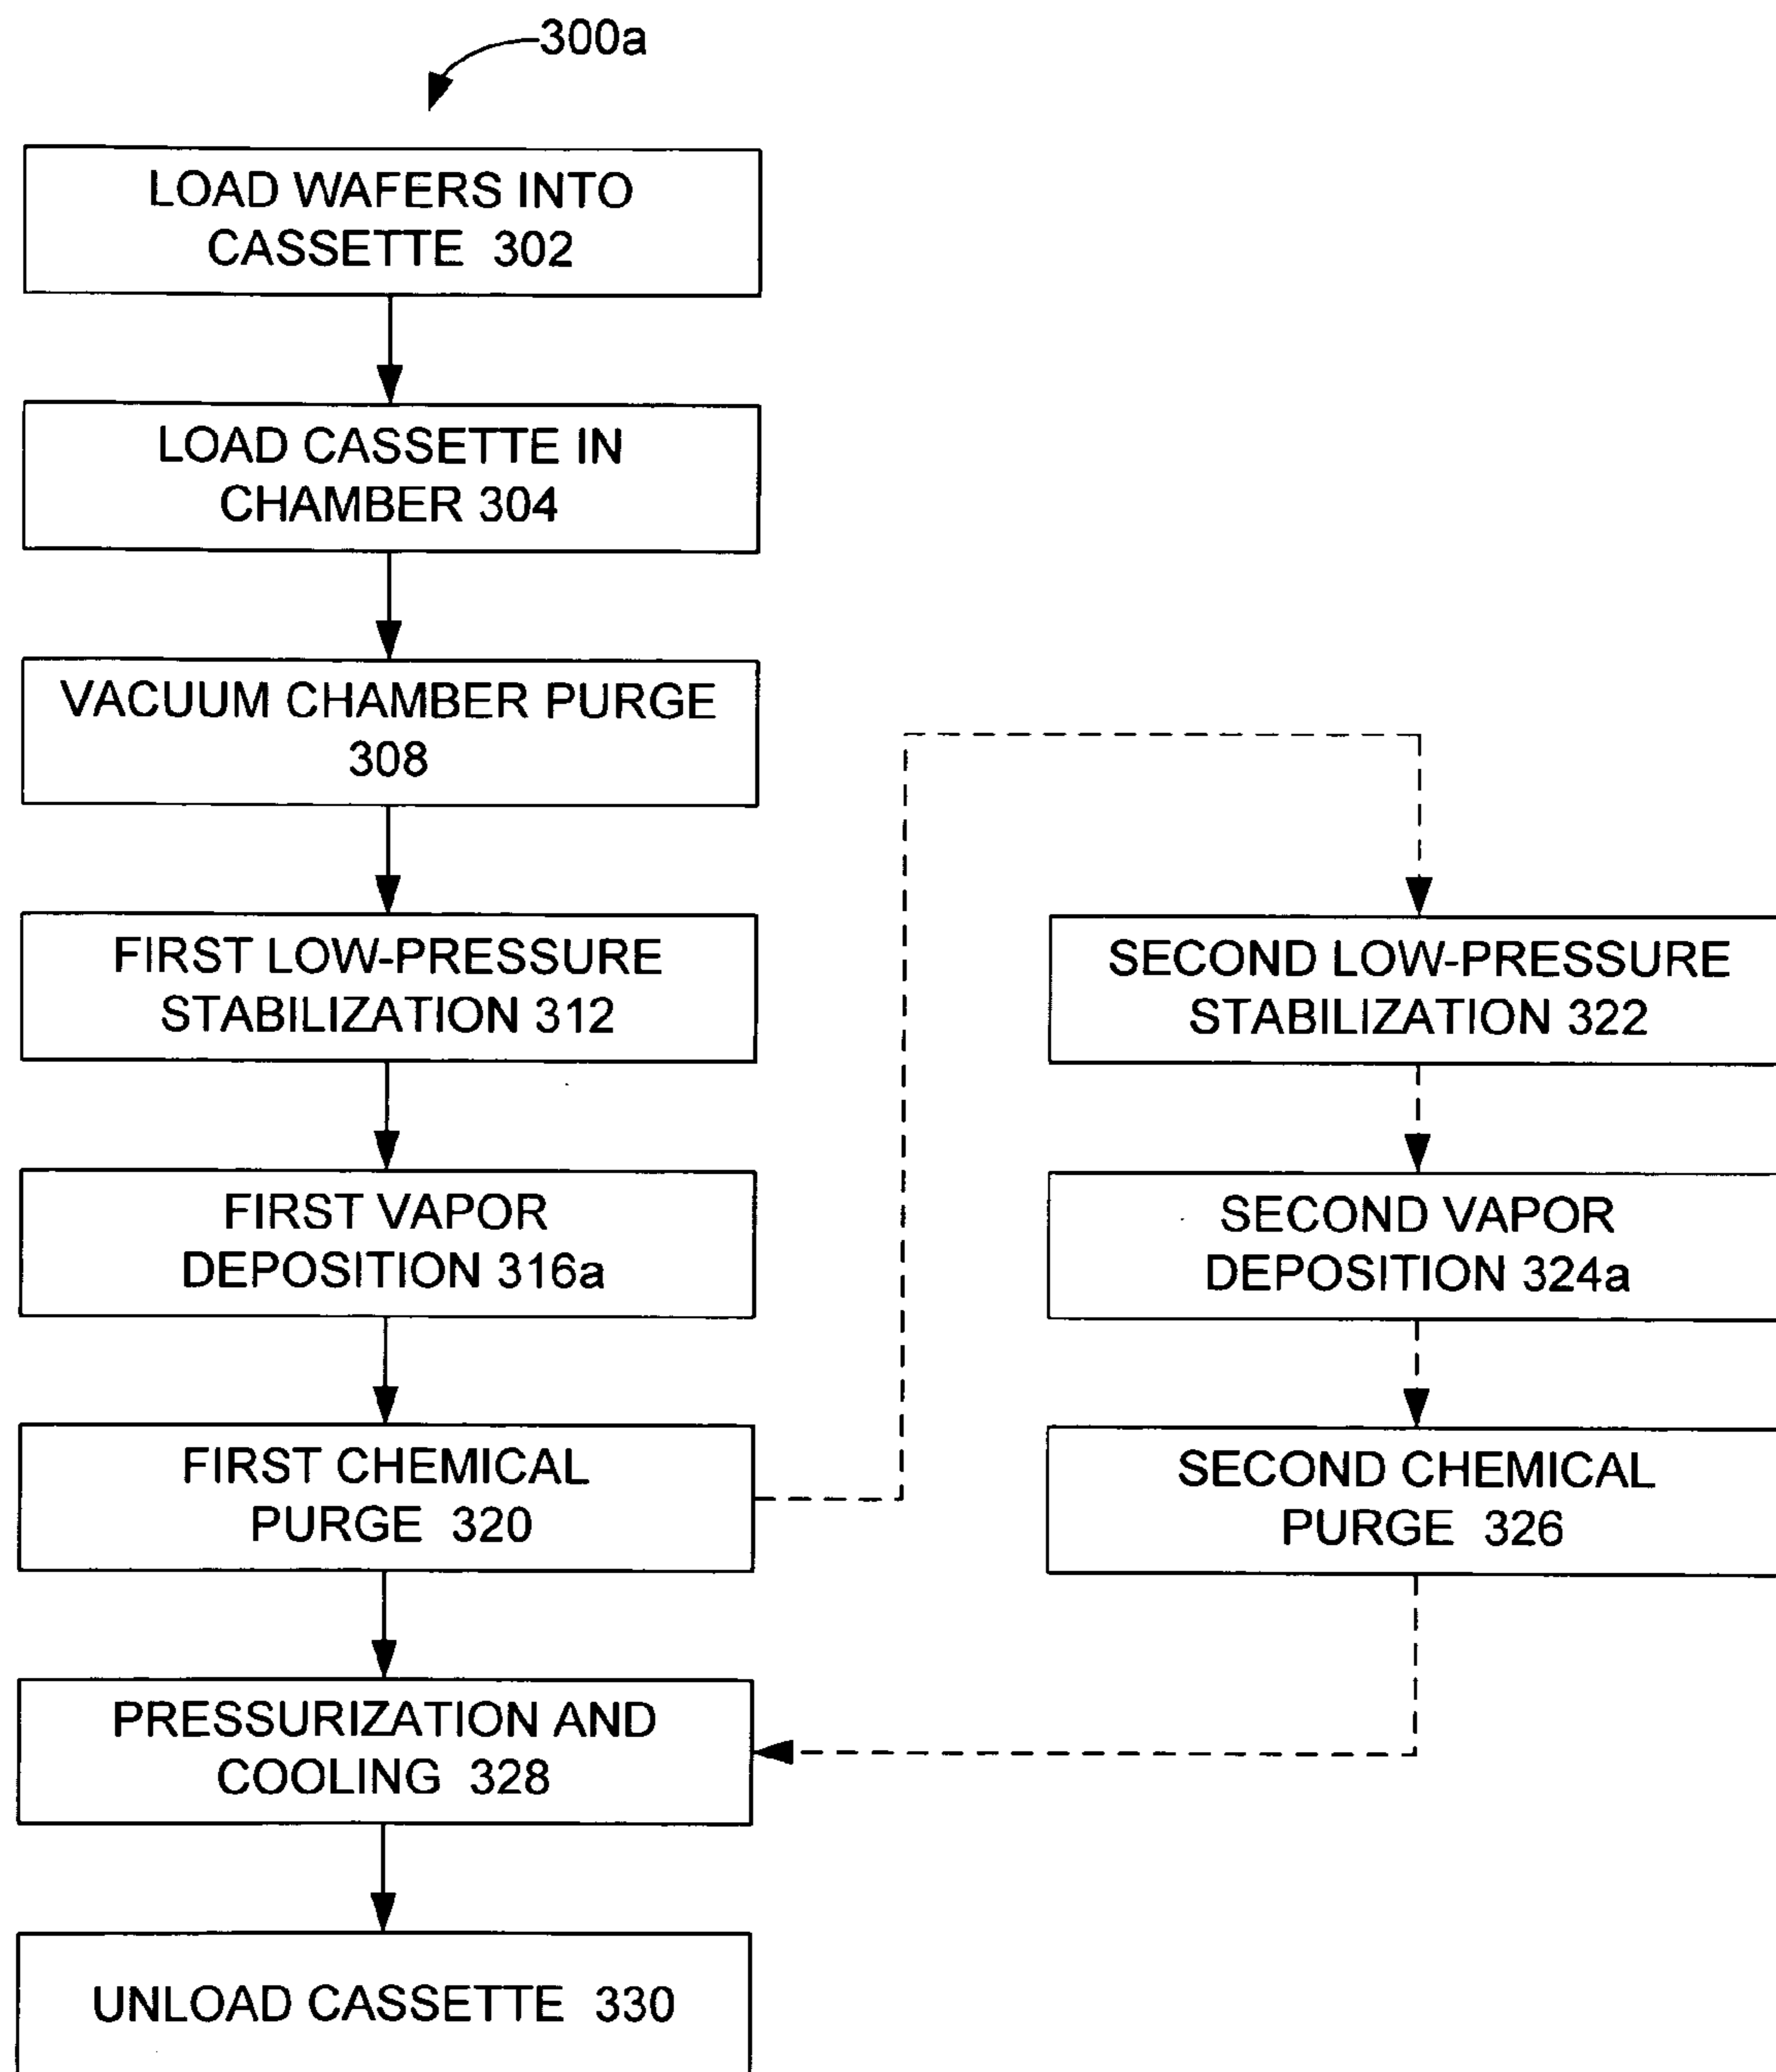 300a
LOAD WAFERS INTO
CASSETTE 302
LOAD CASSETTE IN
CHAMBER 304
VACUUM CHAMBER PURGE
308
FIRST LOW-PRESSURE
STABILIZATION 312
FIRST VAPOR
DEPOSITION 316a
FIRST CHEMICAL
PURGE 320
SECOND LOW-PRESSURE
STABILIZATION 322
SECOND VAPOR
DEPOSITION 324a
SECOND CHEMICAL
PURGE 326
PRESSURIZATION AND
COOLING 328
UNLOAD CASSETTE 330